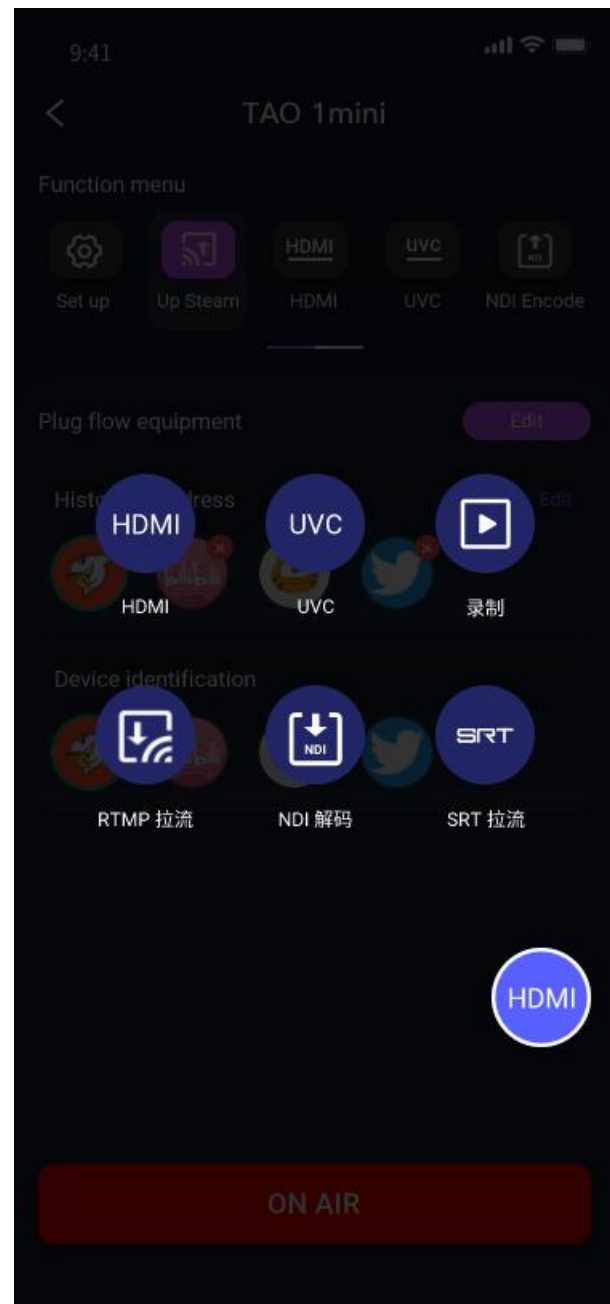 9:41
TAO 1mini
Function menu
HDMI
UVC
NDI
Set up
Up Steam
HDMI
UVC
NDI Encode
Plug flow equipment
Edit
Edit
HDMI
UVC
HDMI
UVC
录制
Device identification
NDI
SRT
RTMP 拉流
NDI 解码
SRT 拉流
HDMI
ON AIR